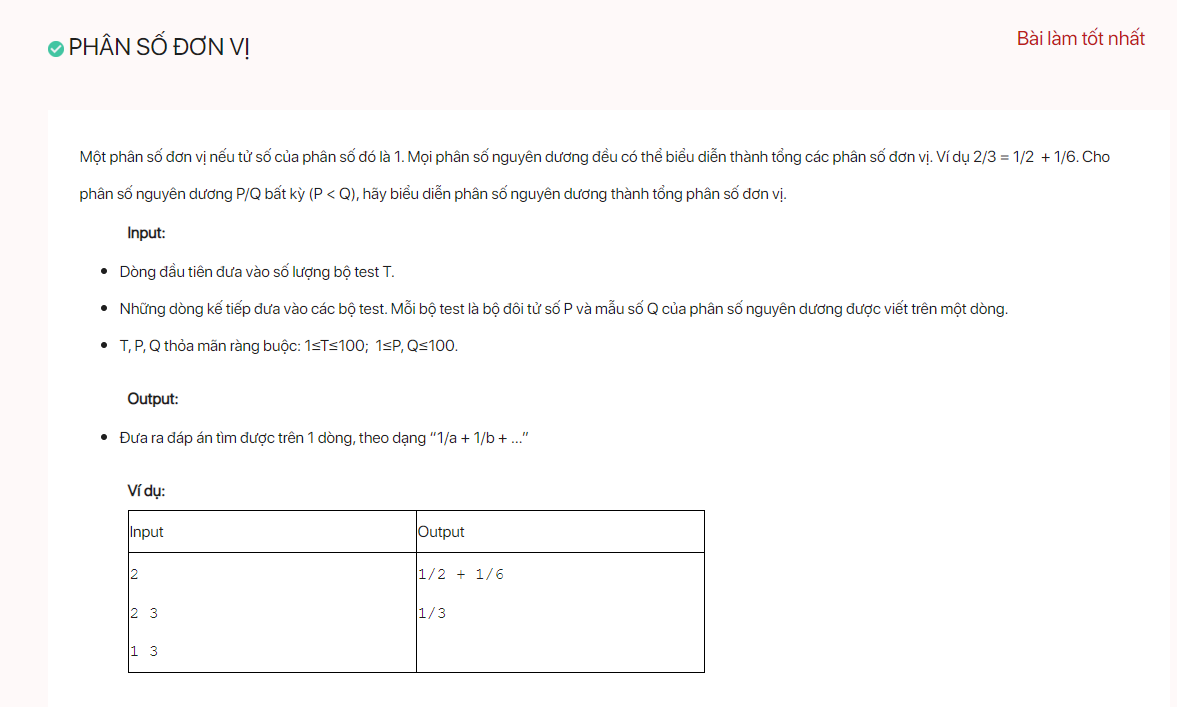 PHÂN SỐ ĐƠN VỊ
Bài làm tốt nhất
Một phân số đơn vị nếu tử số của phân số đó là 1. Mọi phân số nguyên dương đều có thể biểu diễn thành tổng các phân số đơn vị. Ví dụ 2/3 = 1/2 + 1/6. Cho
phân số nguyên dương P/Q bất kỳ (P < Q), hãy biểu diễn phân số nguyên dương thành tổng phân số đơn vị.
Input:
• Dòng đầu tiên đưa vào số lượng bộ test T.
• Những dòng kế tiếp đưa vào các bộ test. Mỗi bộ test là bộ đôi tử số P và mẫu số Q của phân số nguyên dương được viết trên một dòng.
• T, P, Q thỏa mãn ràng buộc: 1≤T≤100; 1≤P, Q≤100.
Output:
• Đưa ra đáp án tìm được trên 1 dòng, theo dạng “1/a + 1/b + ...”
Ví dụ:
Input Output
2 1/2 + 1/6
2 3 1/3
1 3